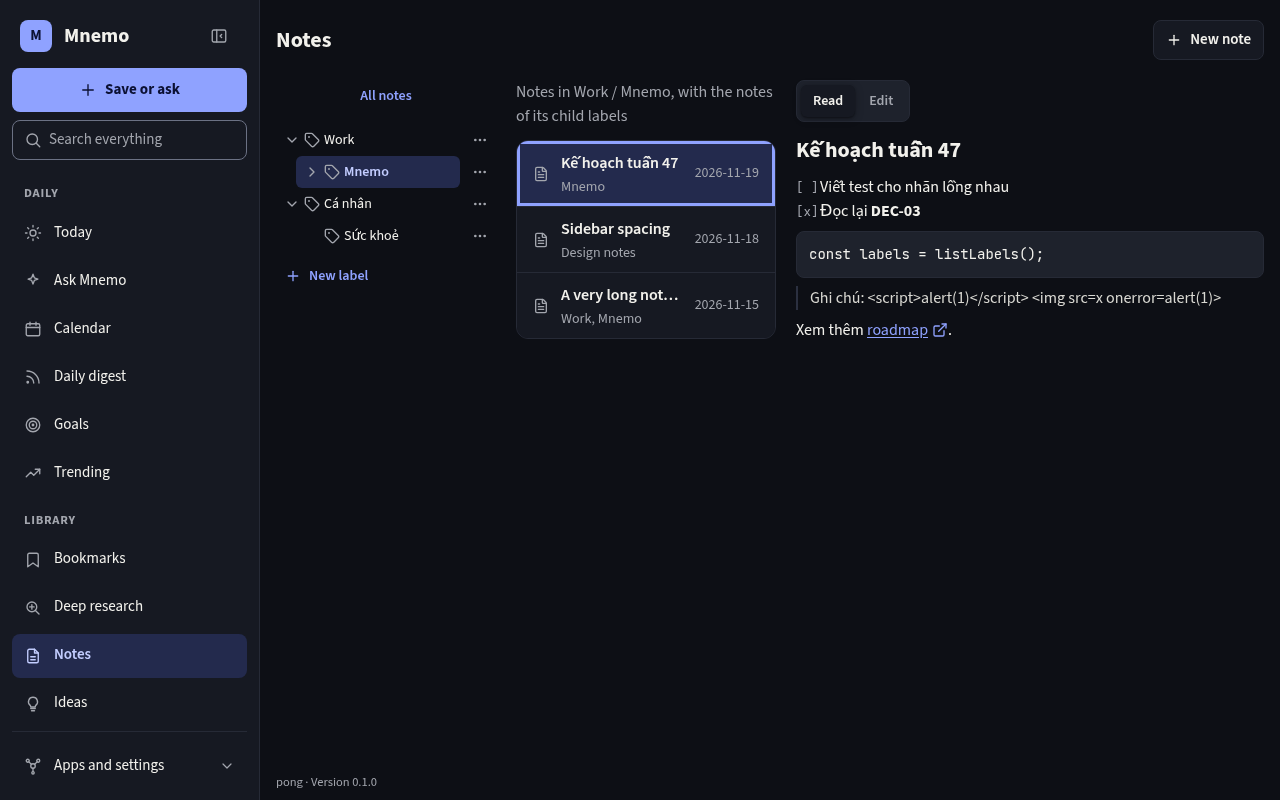 M
Mnemo
Save or ask
Search everything
DAILY
Today
Ask Mnemo
Calendar
Daily digest
Goals
Trending
LIBRARY
Bookmarks
Deep research
Notes
Ideas
Apps and settings
Notes
New note
All notes
Work
Mnemo
Cá nhân
Sức khoẻ
New label
Notes in Work / Mnemo, with the notes
of its child labels
Kế hoạch tuần 47
2026-11-19
Mnemo
Sidebar spacing
2026-11-18
Design notes
A very long not…
2026-11-15
Work, Mnemo
Read Edit
Kế hoạch tuần 47
[ ] Viết test cho nhãn lồng nhau
[x] Đọc lại DEC-03
const labels = listLabels();
Ghi chú: <script>alert(1)</script> <img src=x onerror=alert(1)>
Xem thêm roadmap.
pong · Version 0.1.0